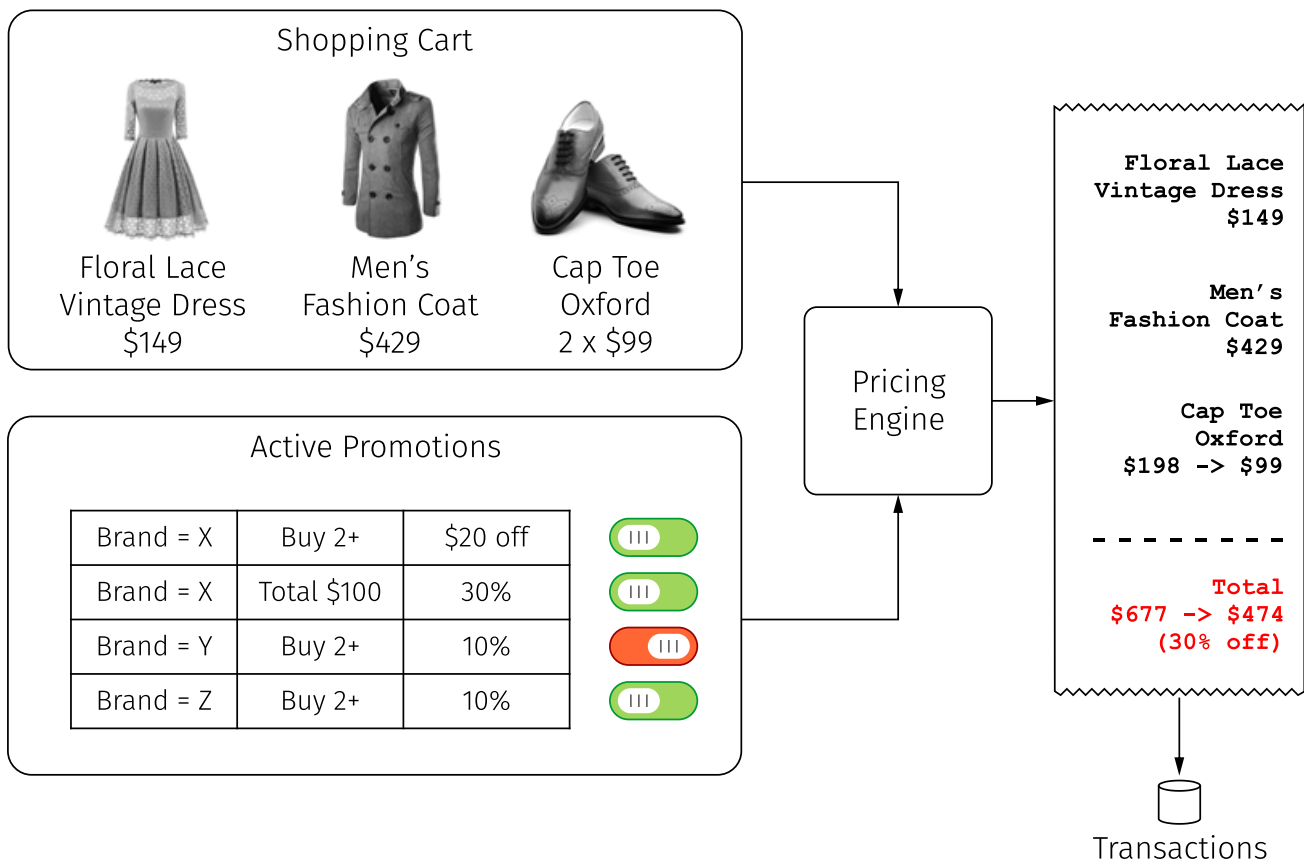 Shopping Cart
Floral Lace
Vintage Dress
$149
Men’s
Fashion Coat
$429
Cap Toe
Oxford
2 x $99
Active Promotions
Brand = X Buy 2+ $20 off
Brand = X Total $100 30%
Brand = Y Buy 2+ 10%
Brand = Z Buy 2+ 10%
Pricing
Engine
Floral Lace
Vintage Dress
$149
Men’s
Fashion Coat
$429
Cap Toe
Oxford
$198 -> $99
Total
$677 -> $474
(30% off)
Transactions